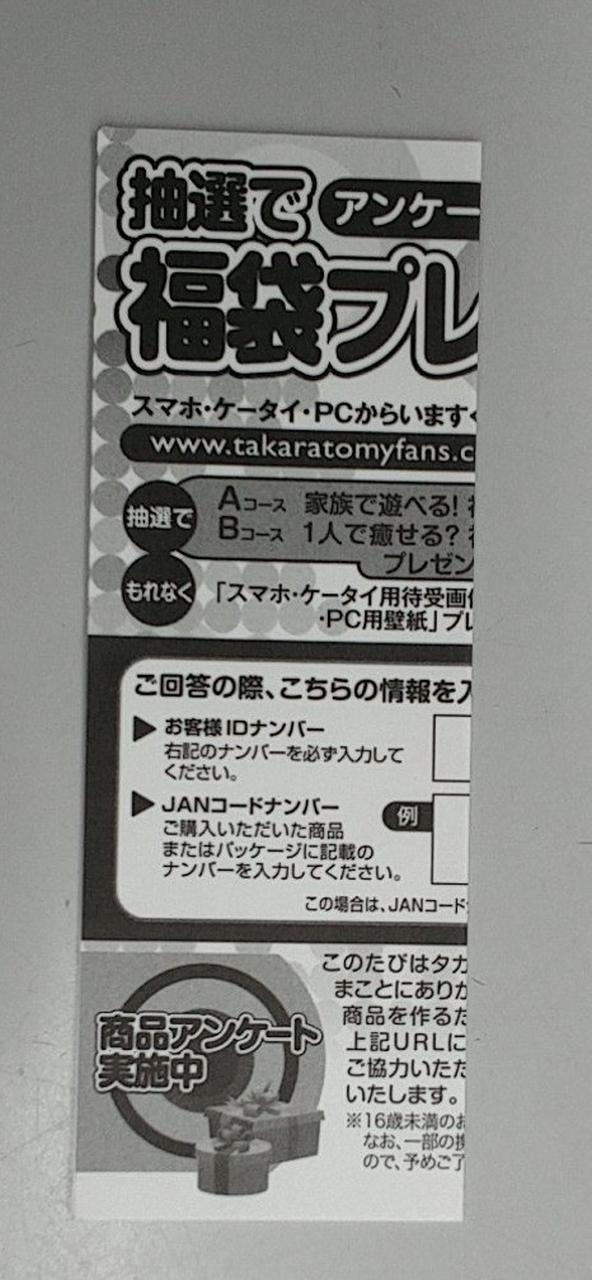 抽選で アンケー
福袋プレ
スマホ・ケータイ・PCからいますぐ
www.takaratomyfans.c
抽選で
Aコース 家族で遊べる!
Bコース 1人で癒せる?
プレゼン
もれなく
「スマホ・ケータイ用待受画
・PC用壁紙」プレ
ご回答の際、こちらの情報を入
▶ お客様IDナンバー
右記のナンバーを必ず入力して
ください。
▶ JANコードナンバー
例
ご購入いただいた商品
またはパッケージに記載の
ナンバーを入力してください。
この場合は、JANコード
商品アンケート
実施中
このたびはタカ
まことにありが
商品を作るた
上記URLに
ご協力いただ
いたします。
※16歳未満のお
なお、一部の携
ので、予めご了